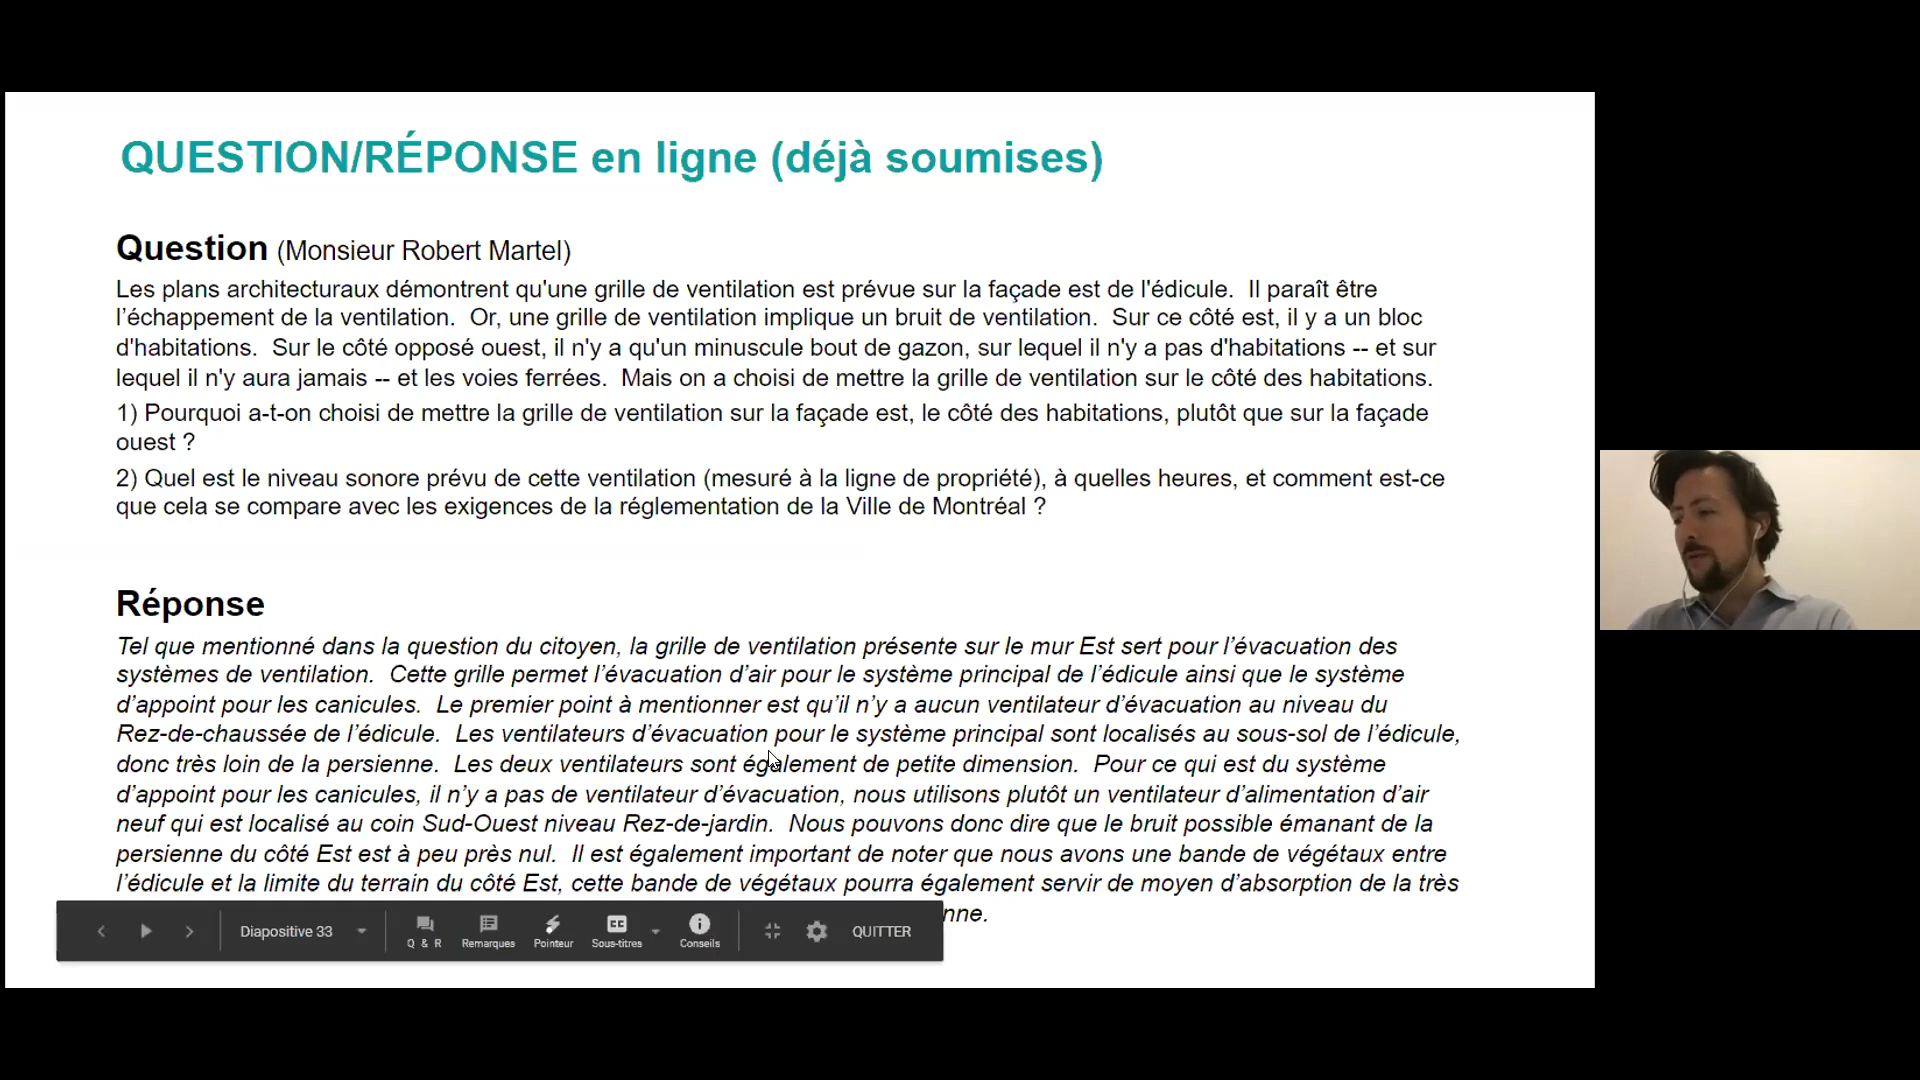 QUESTION/RÉPONSE en ligne (déjà soumises)
Question (Monsieur Robert Martel)
Les plans architecturaux démontrent qu'une grille de ventilation est prévue sur la façade est de l'édicule.  Il paraît être
l’échappement de la ventilation.  Or, une grille de ventilation implique un bruit de ventilation.  Sur ce côté est, il y a un bloc
d'habitations.  Sur le côté opposé ouest, il n'y a qu'un minuscule bout de gazon, sur lequel il n'y a pas d'habitations -- et sur
lequel il n'y aura jamais -- et les voies ferrées.  Mais on a choisi de mettre la grille de ventilation sur le côté des habitations.
1) Pourquoi a-t-on choisi de mettre la grille de ventilation sur la façade est, le côté des habitations, plutôt que sur la façade
ouest ?
2) Quel est le niveau sonore prévu de cette ventilation (mesuré à la ligne de propriété), à quelles heures, et comment est-ce
que cela se compare avec les exigences de la réglementation de la Ville de Montréal ?
Réponse
Tel que mentionné dans la question du citoyen, la grille de ventilation présente sur le mur Est sert pour l’évacuation des
systèmes de ventilation.  Cette grille permet l’évacuation d’air pour le système principal de l’édicule ainsi que le système
d’appoint pour les canicules.  Le premier point à mentionner est qu’il n’y a aucun ventilateur d’évacuation au niveau du
Rez-de-chaussée de l’édicule.  Les ventilateurs d’évacuation pour le système principal sont localisés au sous-sol de l’édicule,
donc très loin de la persienne.  Les deux ventilateurs sont également de petite dimension.  Pour ce qui est du système
d’appoint pour les canicules, il n’y a pas de ventilateur d’évacuation, nous utilisons plutôt un ventilateur d’alimentation d’air
neuf qui est localisé au coin Sud-Ouest niveau Rez-de-jardin.  Nous pouvons donc dire que le bruit possible émanant de la
persienne du côté Est est à peu près nul.  Il est également important de noter que nous avons une bande de végétaux entre
l’édicule et la limite du terrain du côté Est, cette bande de végétaux pourra également servir de moyen d’absorption de la très
nne.
Diapositive 33
Q & R
Remarques
Pointeur
Sous-titres
Conseils
QUITTER